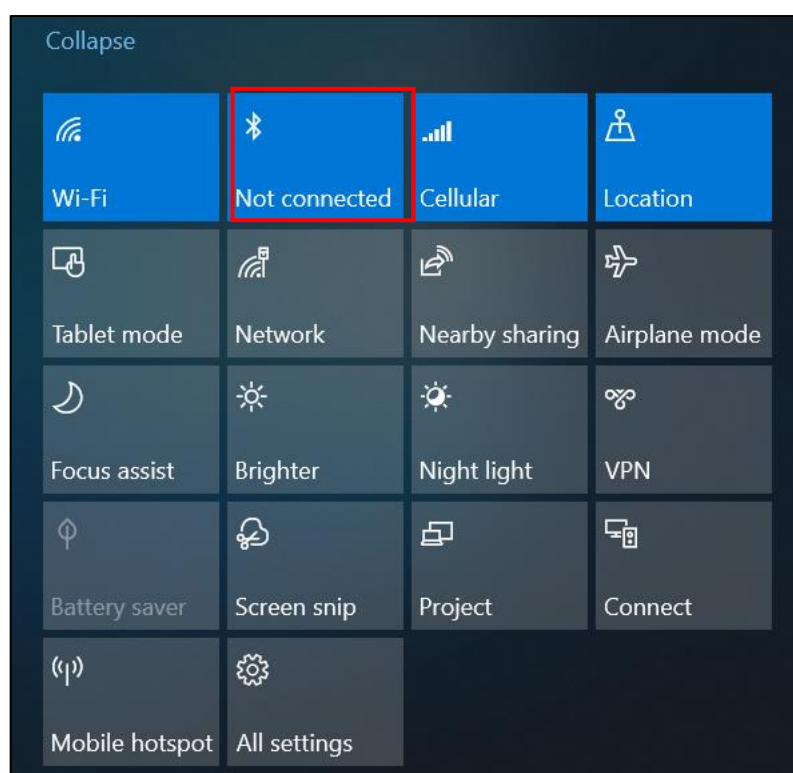 Collapse
Wi-Fi
Not connected
Cellular
Location
Tablet mode
Network
Nearby sharing
Airplane mode
Focus assist
Brighter
Night light
VPN
Battery saver
Screen snip
Project
Connect
Mobile hotspot
All settings